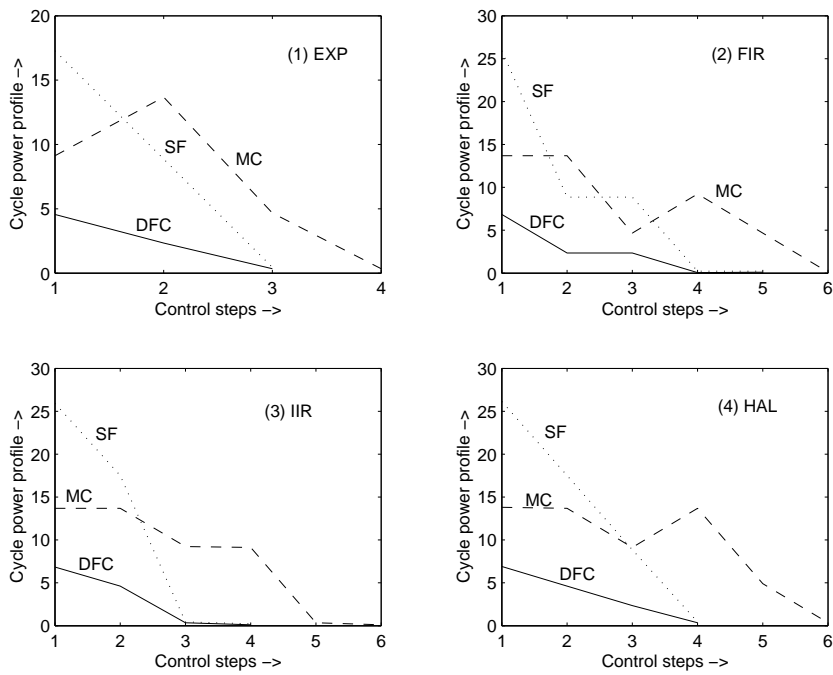 20
15
10
5
0
1 2 3 4
Cycle power profile −>
Control steps −>
(1) EXP
SF
MC
DFC
30
25
20
15
10
5
0
1 2 3 4 5 6
Cycle power profile −>
Control steps −>
(2) FIR
SF
MC
DFC
30
25
20
15
10
5
0
1 2 3 4 5 6
Cycle power profile −>
Control steps −>
(3) IIR
SF
MC
DFC
30
25
20
15
10
5
0
1 2 3 4 5 6
Cycle power profile −>
Control steps −>
(4) HAL
SF
MC
DFC